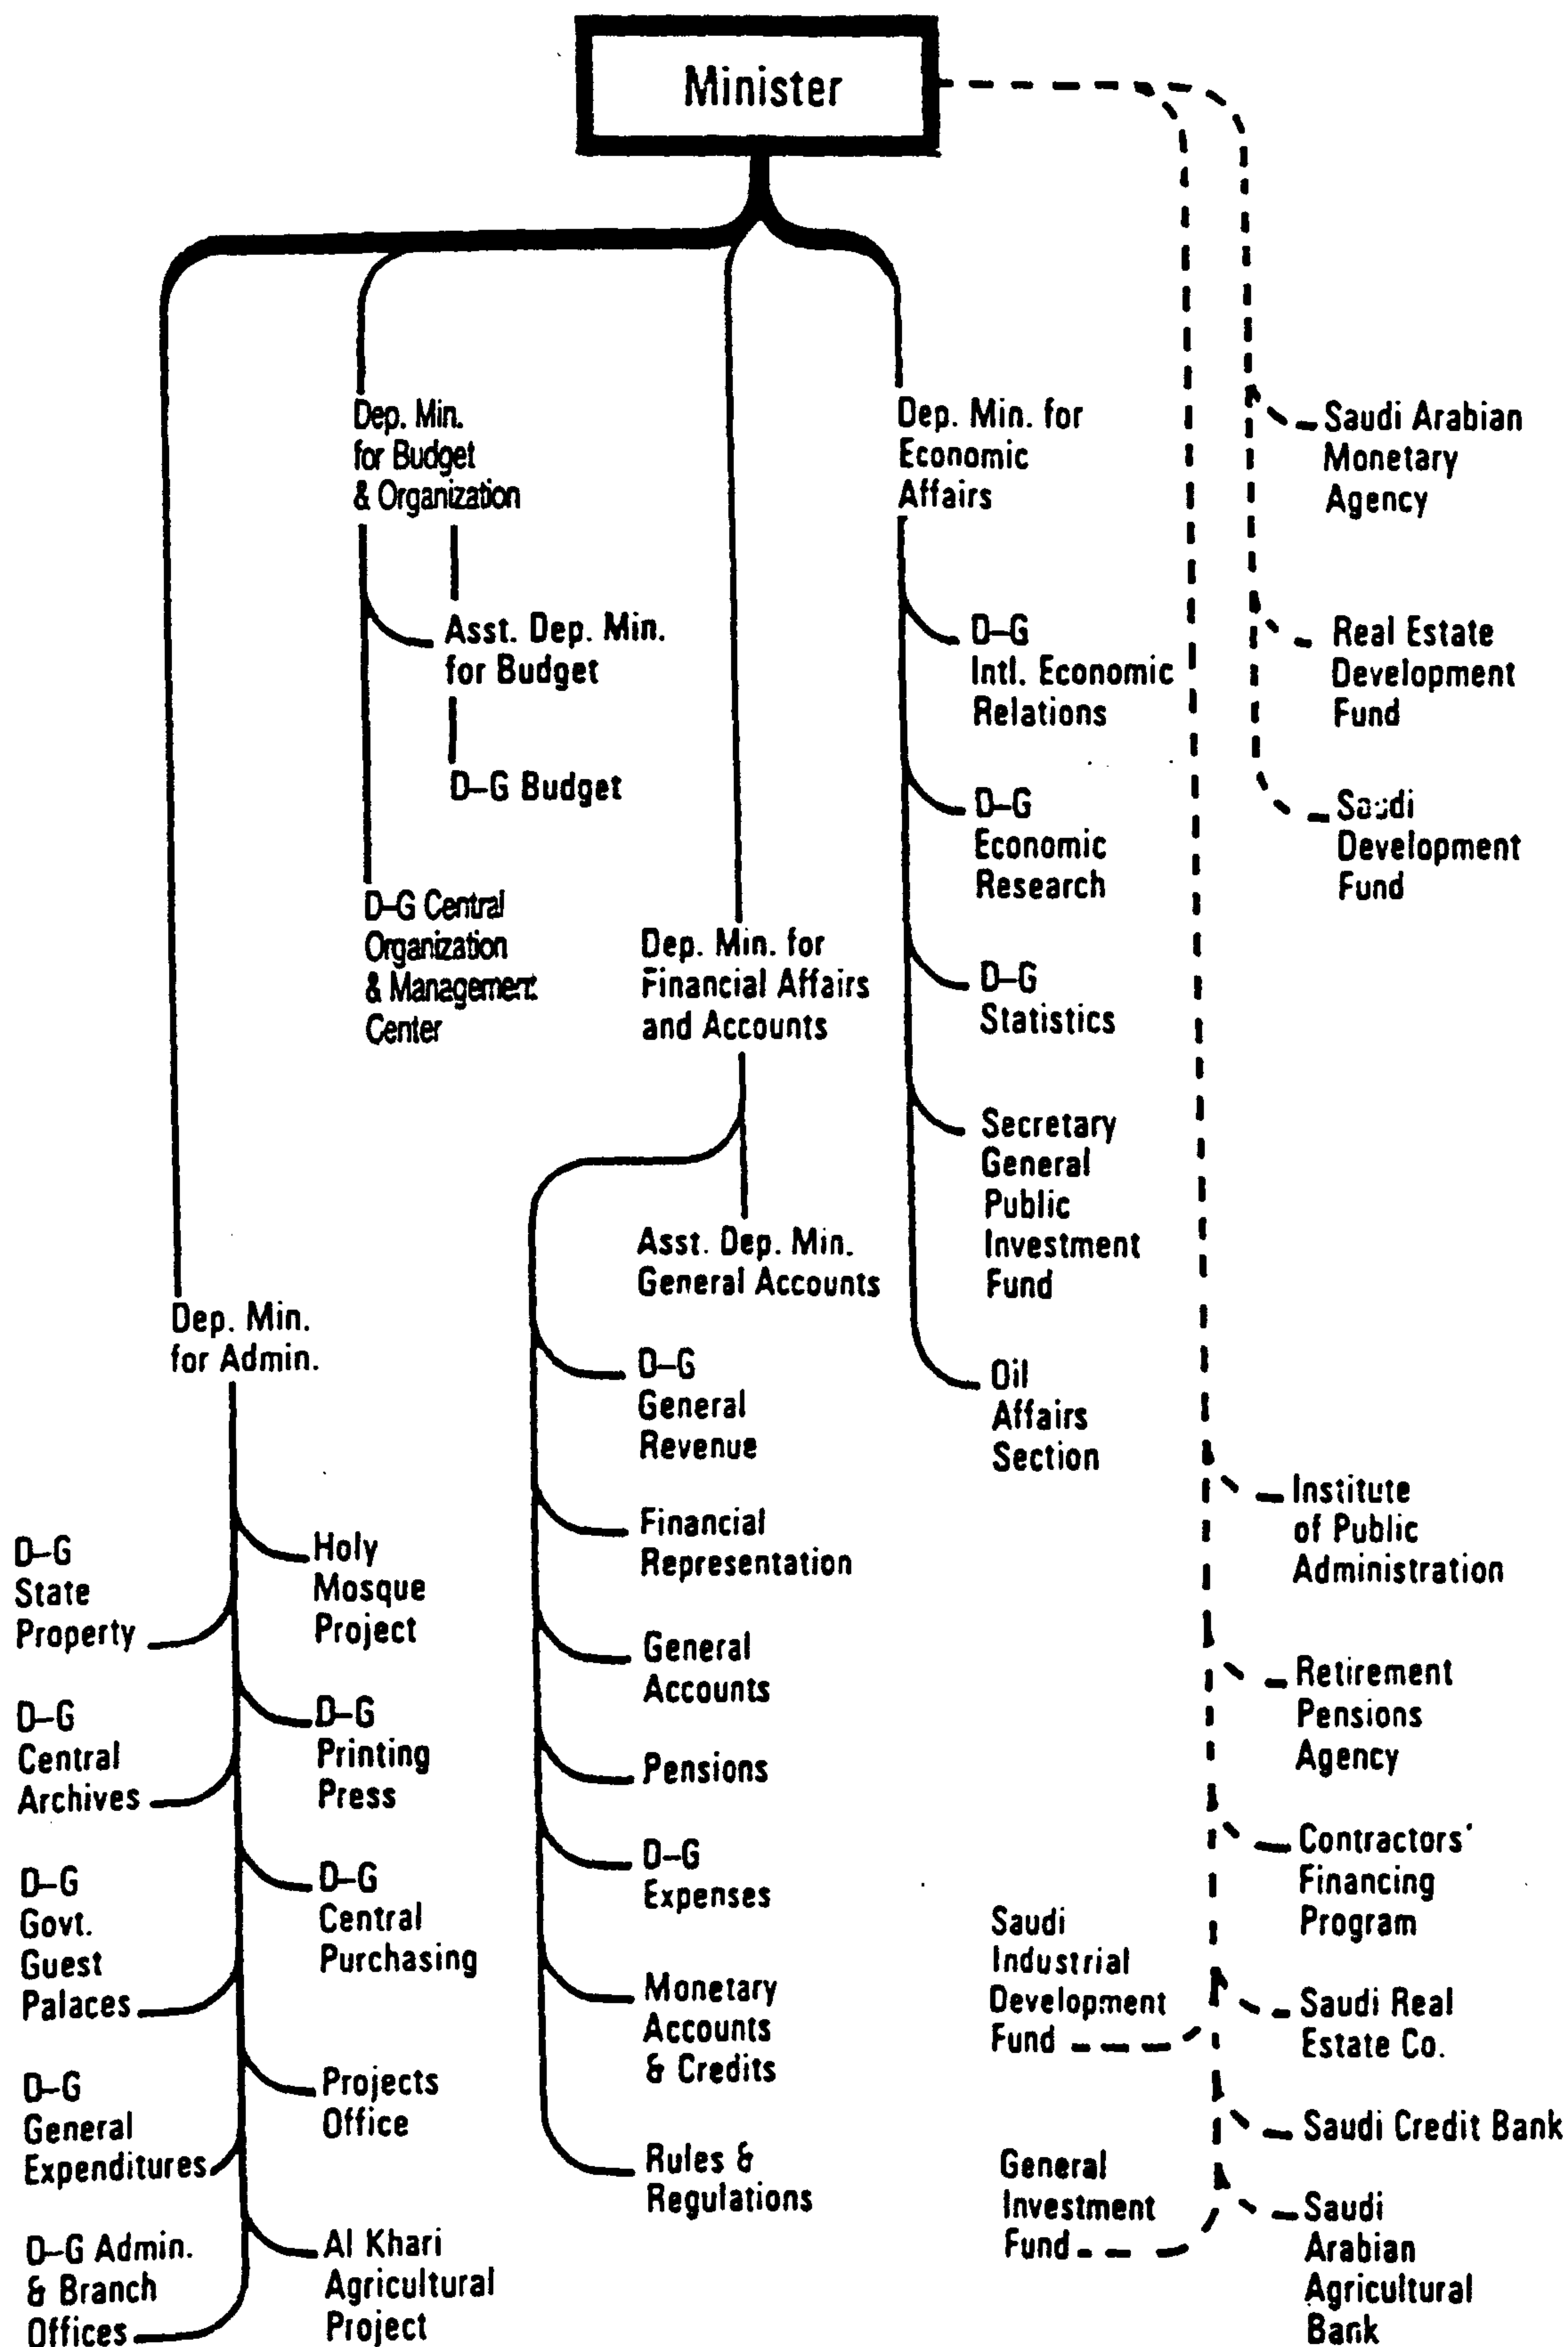 Minister
Dep. Min.
for Budget
& Organization
Asst. Dep. Min.
for Budget
D–G Budget
D–G Central
Organization
& Management
Center
Dep. Min. for
Economic
Affairs
D–G
Intl. Economic
Relations
D–G
Economic
Research
D–G
Statistics
Secretary
General
Public
Investment
Fund
Oil
Affairs
Section
Saudi Arabian
Monetary
Agency
Real Estate
Development
Fund
Saudi
Development
Fund
Dep. Min. for
Financial Affairs
and Accounts
Asst. Dep. Min.
General Accounts
D–G
General
Revenue
Financial
Representation
General
Accounts
Pensions
D–G
Expenses
Monetary
Accounts
& Credits
Rules &
Regulations
Dep. Min.
for Admin.
D–G
State
Property
Holy
Mosque
Project
D–G
Central
Archives
D–G
Printing
Press
D–G
Govt.
Guest
Palaces
D–G
Central
Purchasing
D–G
General
Expenditures
Projects
Office
D–G Admin.
& Branch
Offices
Al Khari
Agricultural
Project
Institute
of Public
Administration
Retirement
Pensions
Agency
Contractors'
Financing
Program
Saudi
Industrial
Development
Fund
Saudi Real
Estate Co.
Saudi Credit Bank
General
Investment
Fund
Saudi
Arabian
Agricultural
Bank